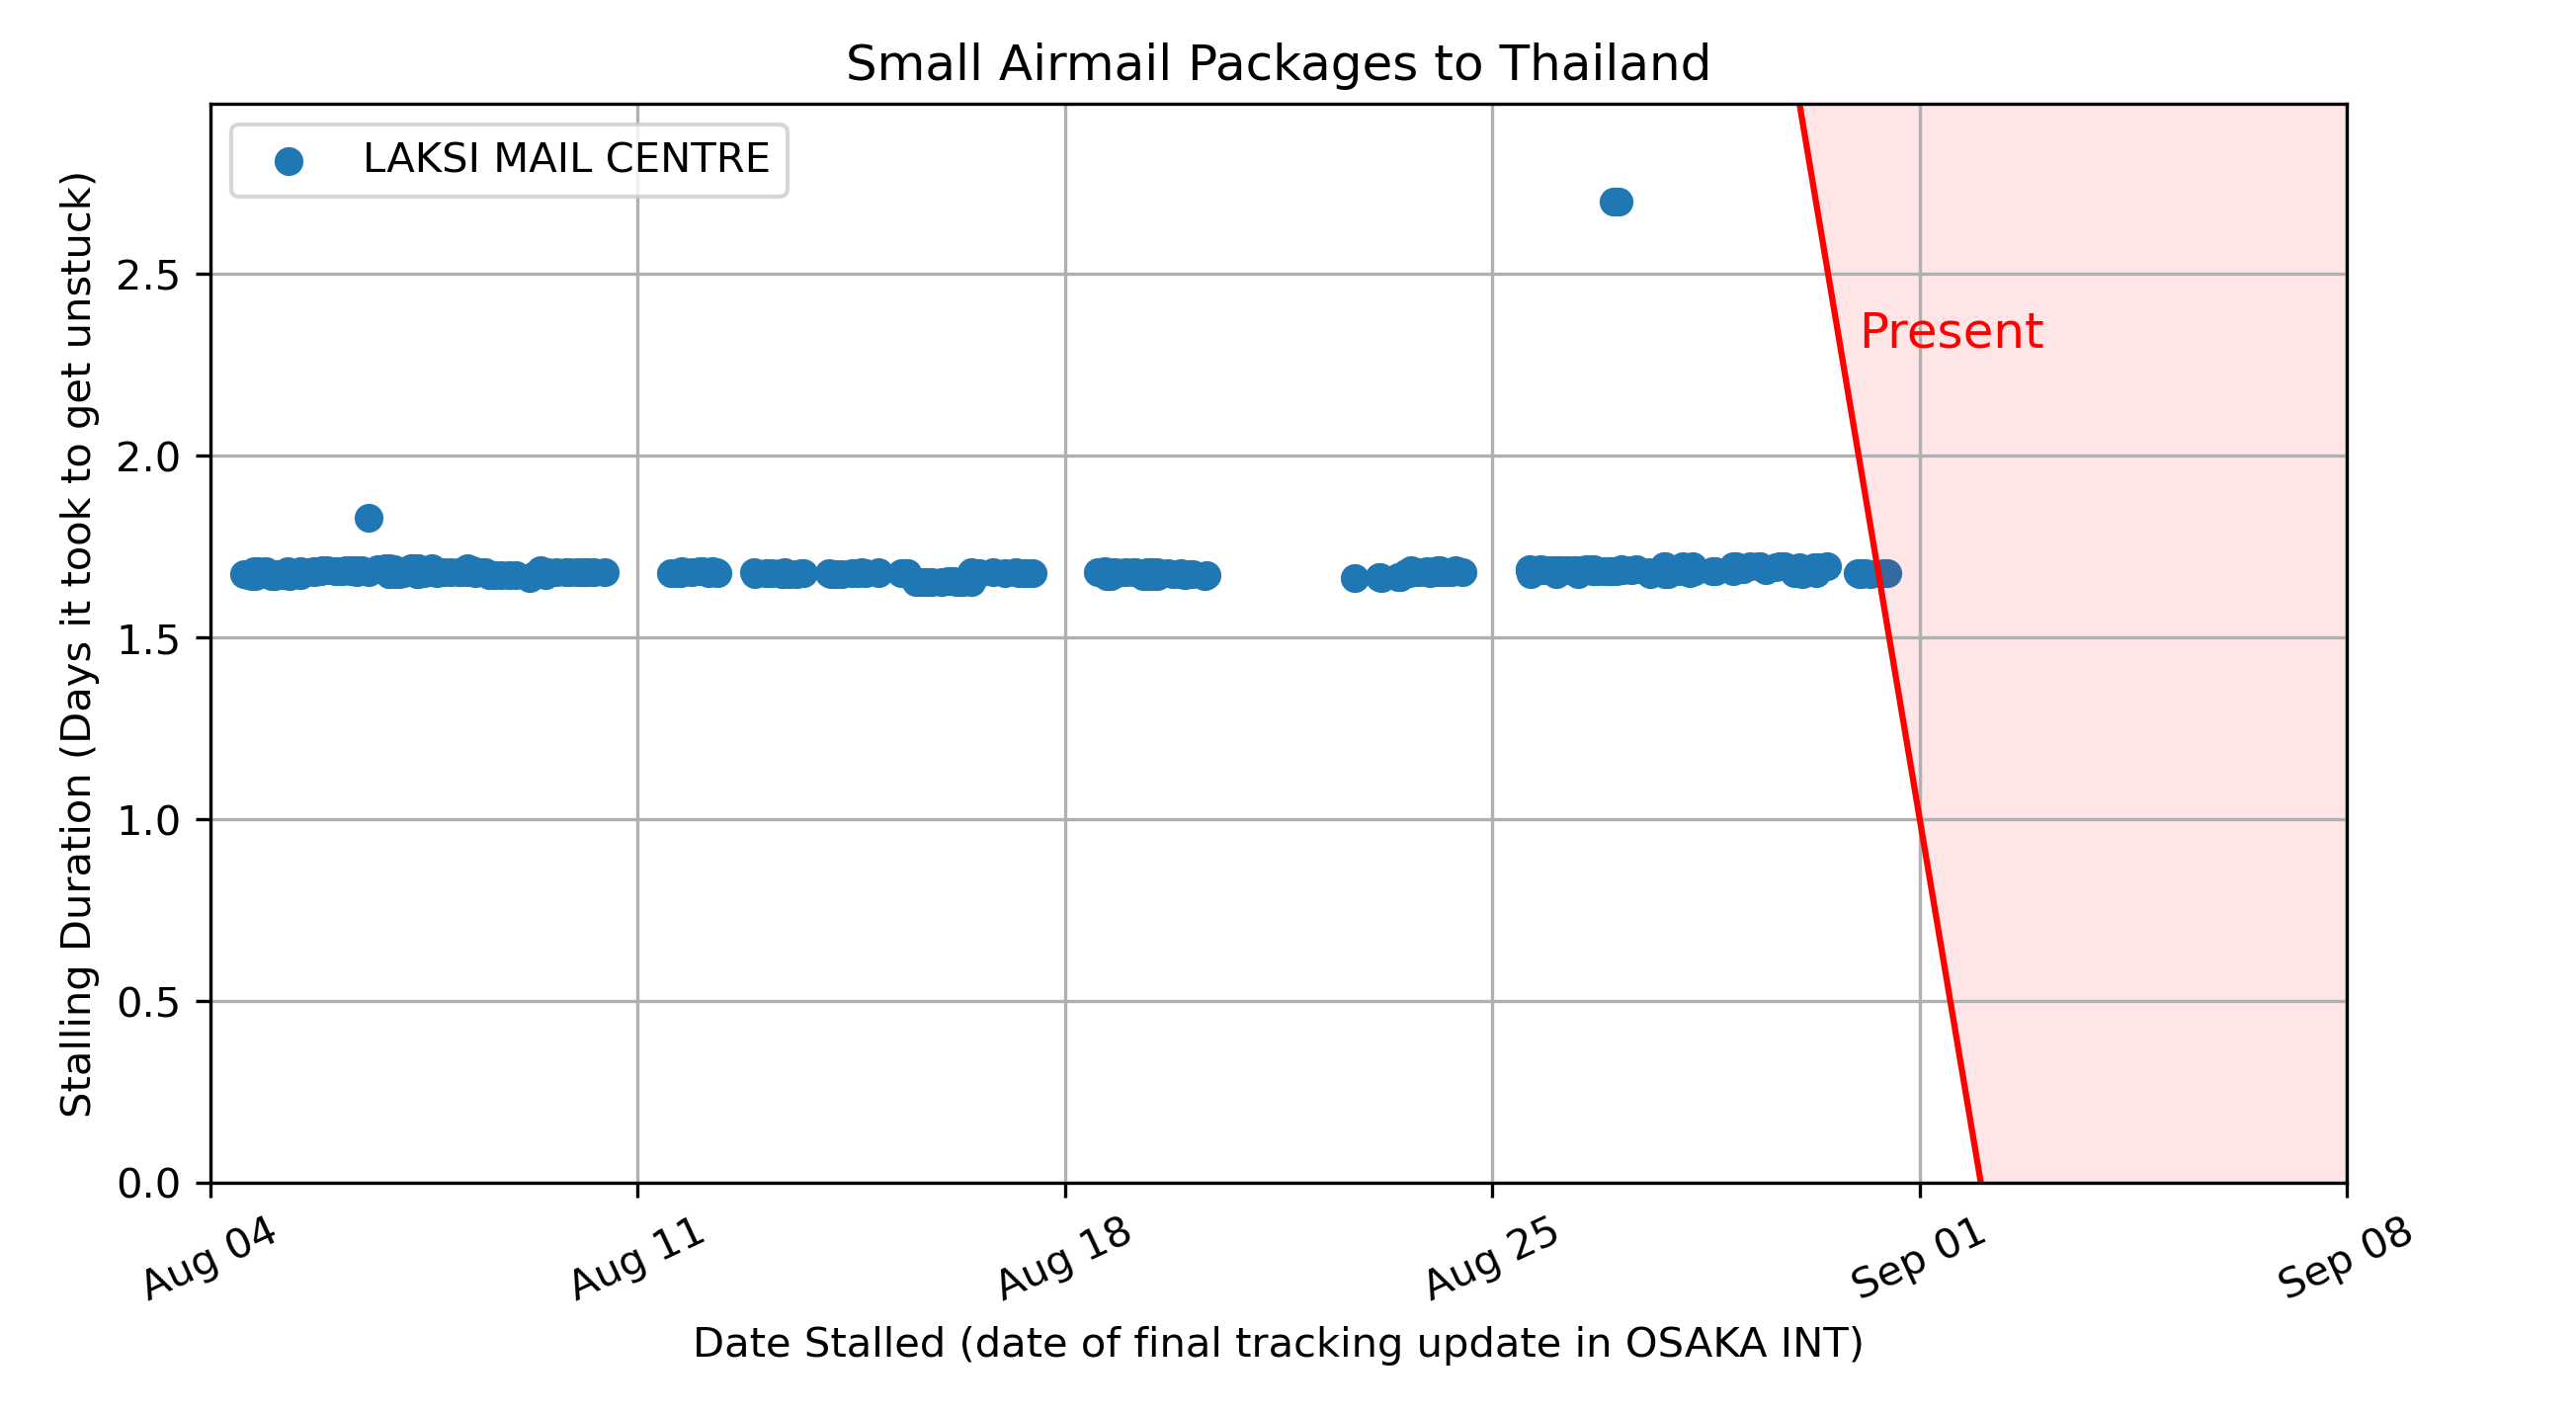 Small Airmail Packages to Thailand
LAKSI MAIL CENTRE
Present
Stalling Duration (Days it took to get unstuck)
2.5
2.0
1.5
1.0
0.5
0.0
Aug 04
Aug 11
Aug 18
Aug 25
Sep 01
Sep 08
Date Stalled (date of final tracking update in OSAKA INT)